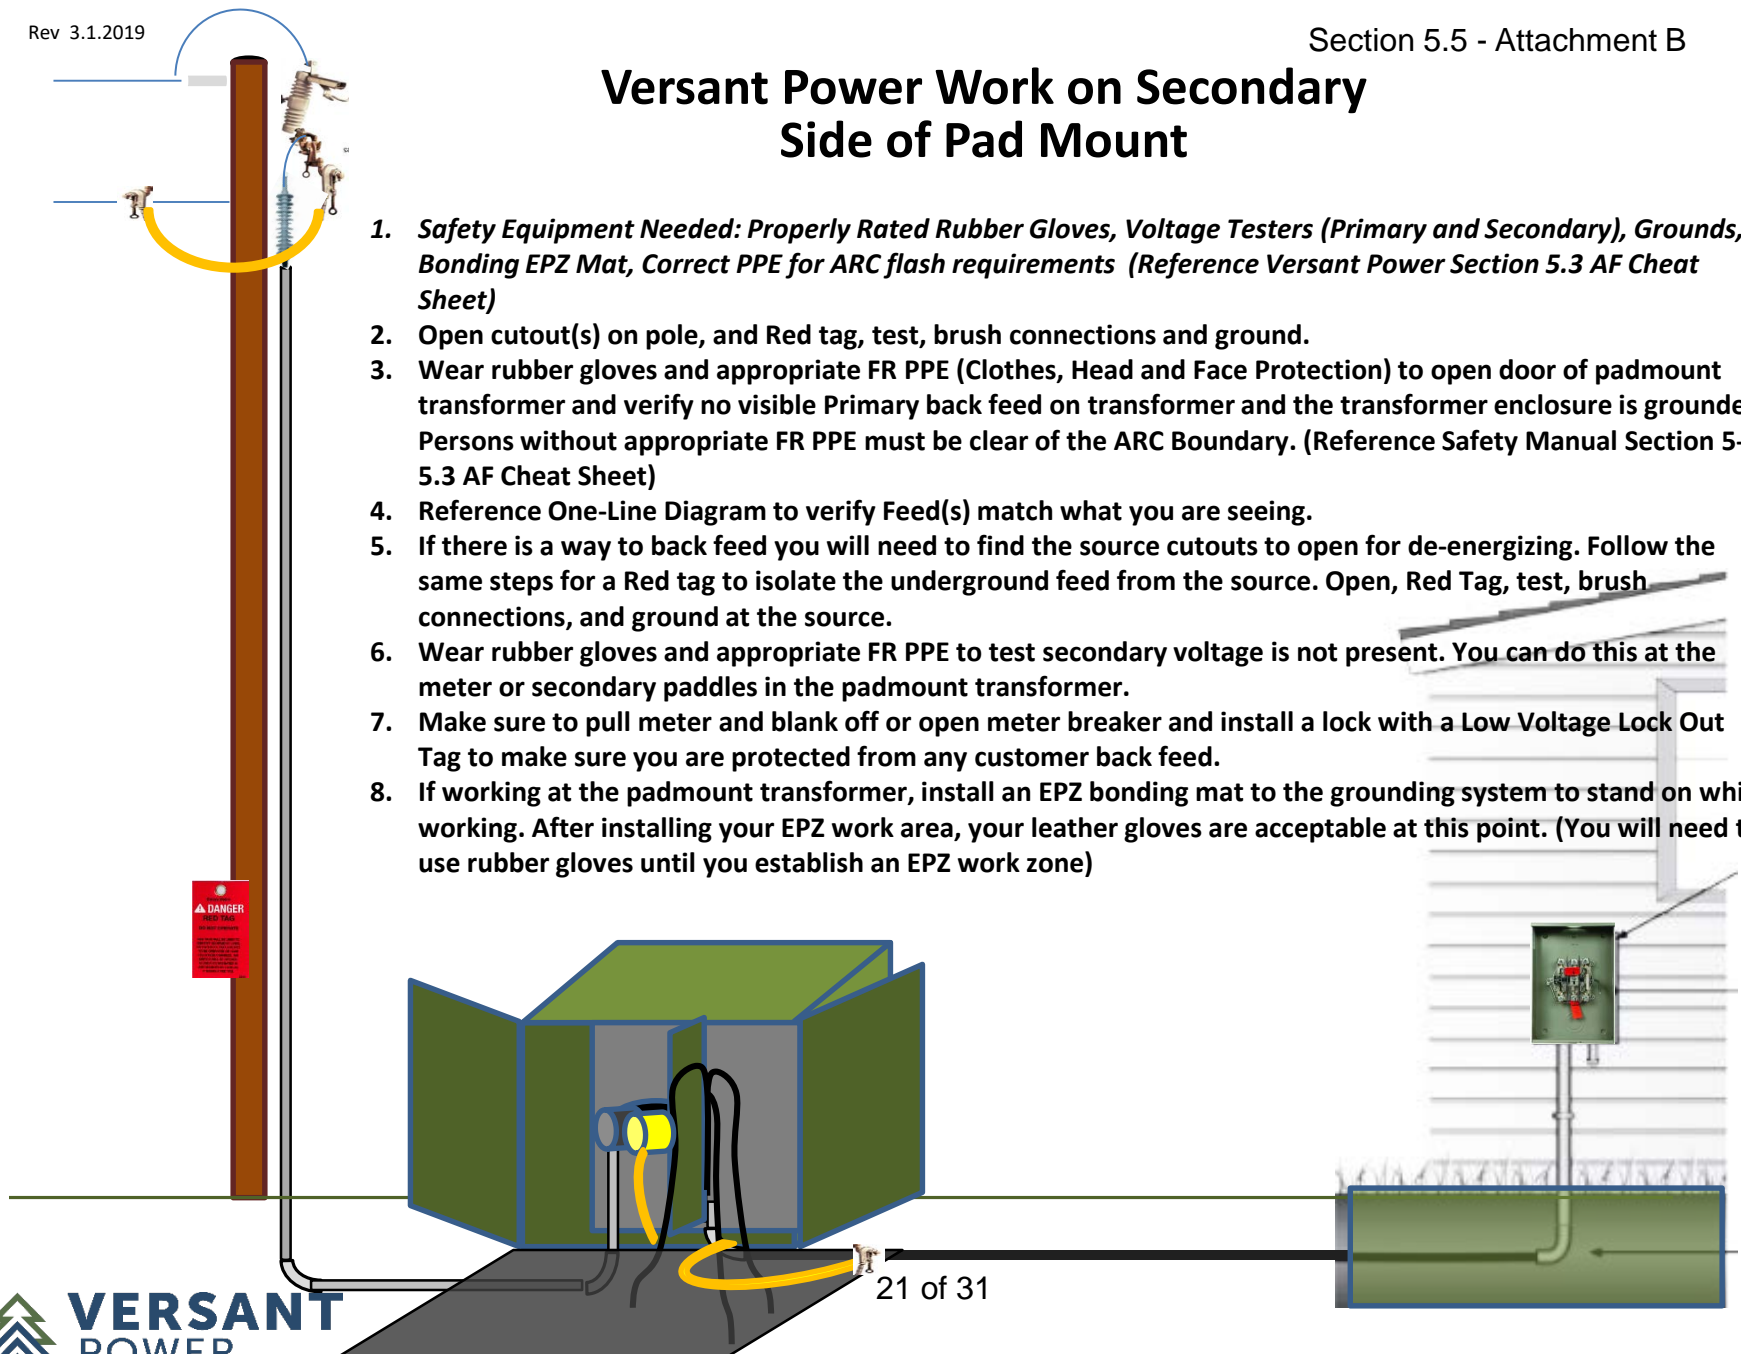 Rev 3.1.2019
Section 5.5 - Attachment B
Versant Power Work on Secondary
Side of Pad Mount
1. Safety Equipment Needed: Properly Rated Rubber Gloves, Voltage Testers (Primary and Secondary), Grounds,
Bonding EPZ Mat, Correct PPE for ARC flash requirements (Reference Versant Power Section 5.3 AF Cheat
Sheet)
2. Open cutout(s) on pole, and Red tag, test, brush connections and ground.
3. Wear rubber gloves and appropriate FR PPE (Clothes, Head and Face Protection) to open door of padmount
transformer and verify no visible Primary back feed on transformer and the transformer enclosure is grounde
Persons without appropriate FR PPE must be clear of the ARC Boundary. (Reference Safety Manual Section 5-
5.3 AF Cheat Sheet)
4. Reference One-Line Diagram to verify Feed(s) match what you are seeing.
5. If there is a way to back feed you will need to find the source cutouts to open for de-energizing. Follow the
same steps for a Red tag to isolate the underground feed from the source. Open, Red Tag, test, brush
connections, and ground at the source.
6. Wear rubber gloves and appropriate FR PPE to test secondary voltage is not present. You can do this at the
meter or secondary paddles in the padmount transformer.
7. Make sure to pull meter and blank off or open meter breaker and install a lock with a Low Voltage Lock Out
Tag to make sure you are protected from any customer back feed.
8. If working at the padmount transformer, install an EPZ bonding mat to the grounding system to stand on whi
working. After installing your EPZ work area, your leather gloves are acceptable at this point. (You will need t
use rubber gloves until you establish an EPZ work zone)
DANGER
RED TAG
21 of 31
VERSANT
POWER